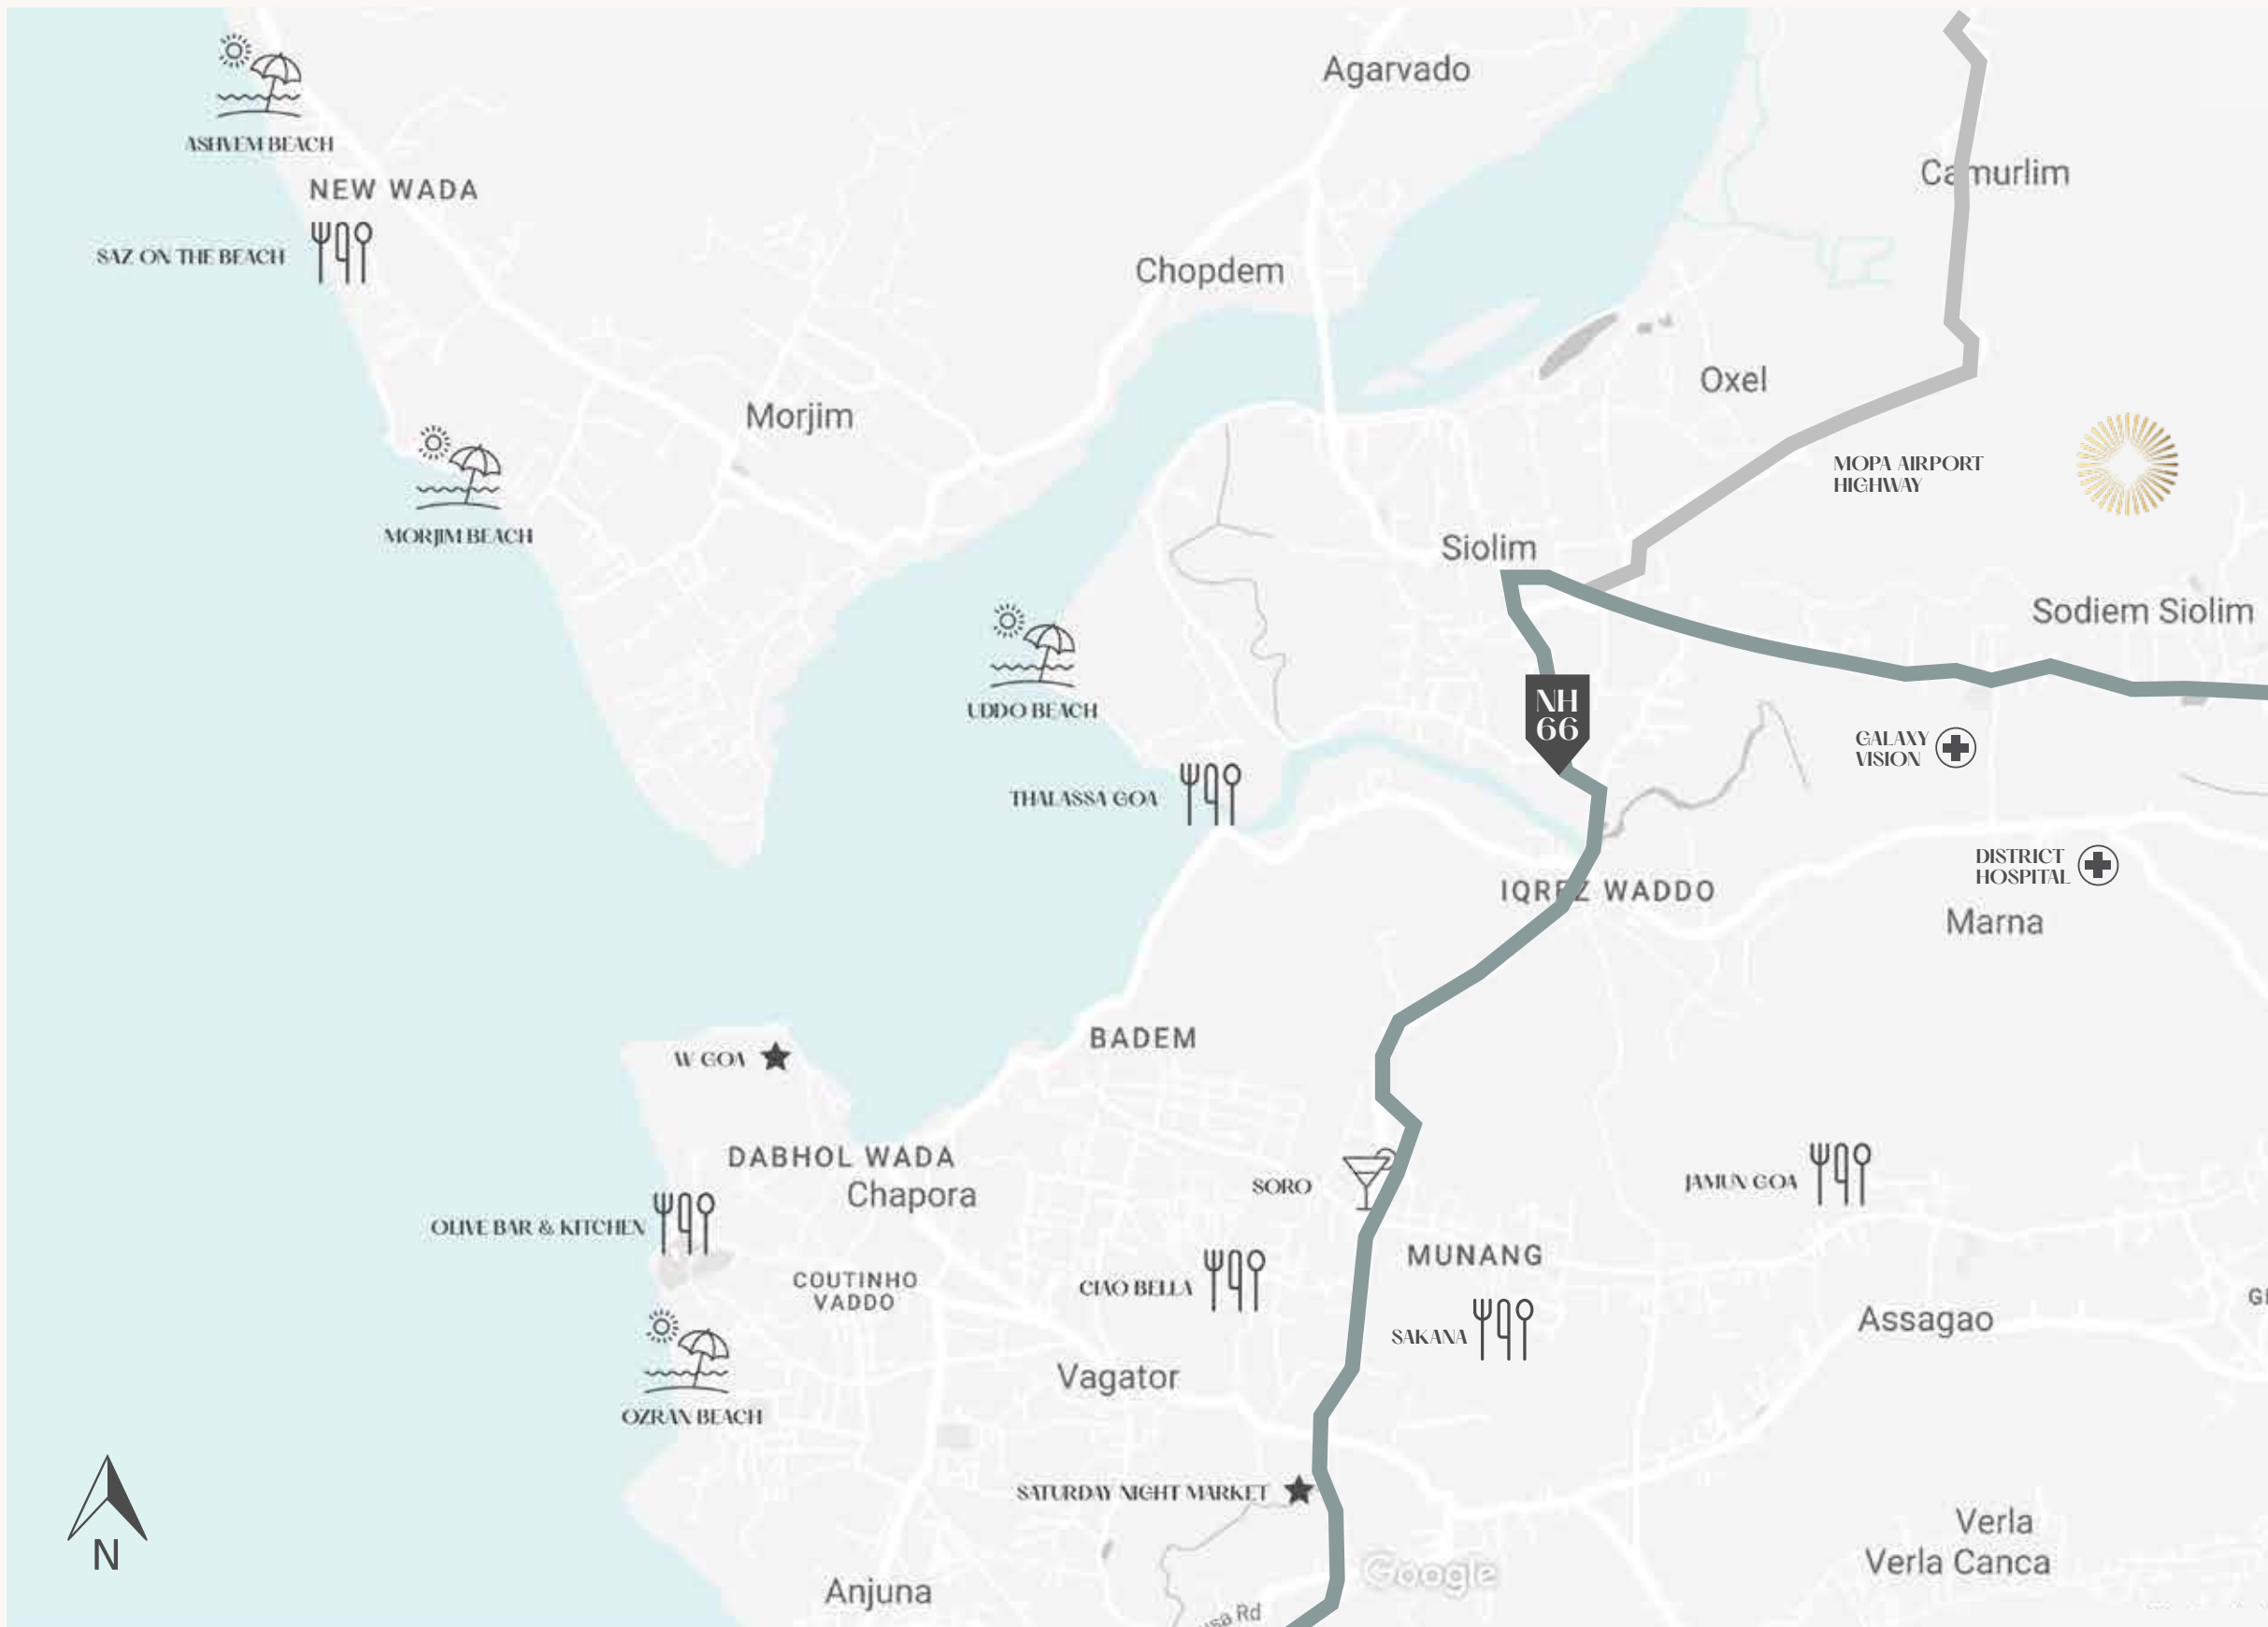 Agarvado
ASHVEM BEACH
Camurlim
NEW WADA
SAZ ON THE BEACH
Chopdem
Oxel
Morjim
MOPA AIRPORT
HIGHWAY
MORJIM BEACH
Siolim
Sodiem Siolim
NH
66
UDDO BEACH
GALAXY
VISION
THALASSA GOA
DISTRICT
HOSPITAL
IQREZ WADDO
Marna
BADEM
W GOA
DABHOL WADA
Chapora
SORO
JAMUN GOA
OLIVE BAR & KITCHEN
MUNANG
COUTINHO
VADDO
CIAO BELLA
SAKANA
Assagao
Vagator
OZRAN BEACH
SATURDAY NIGHT MARKET
Verla
Verla Canca
N
Google
Anjuna
Rd